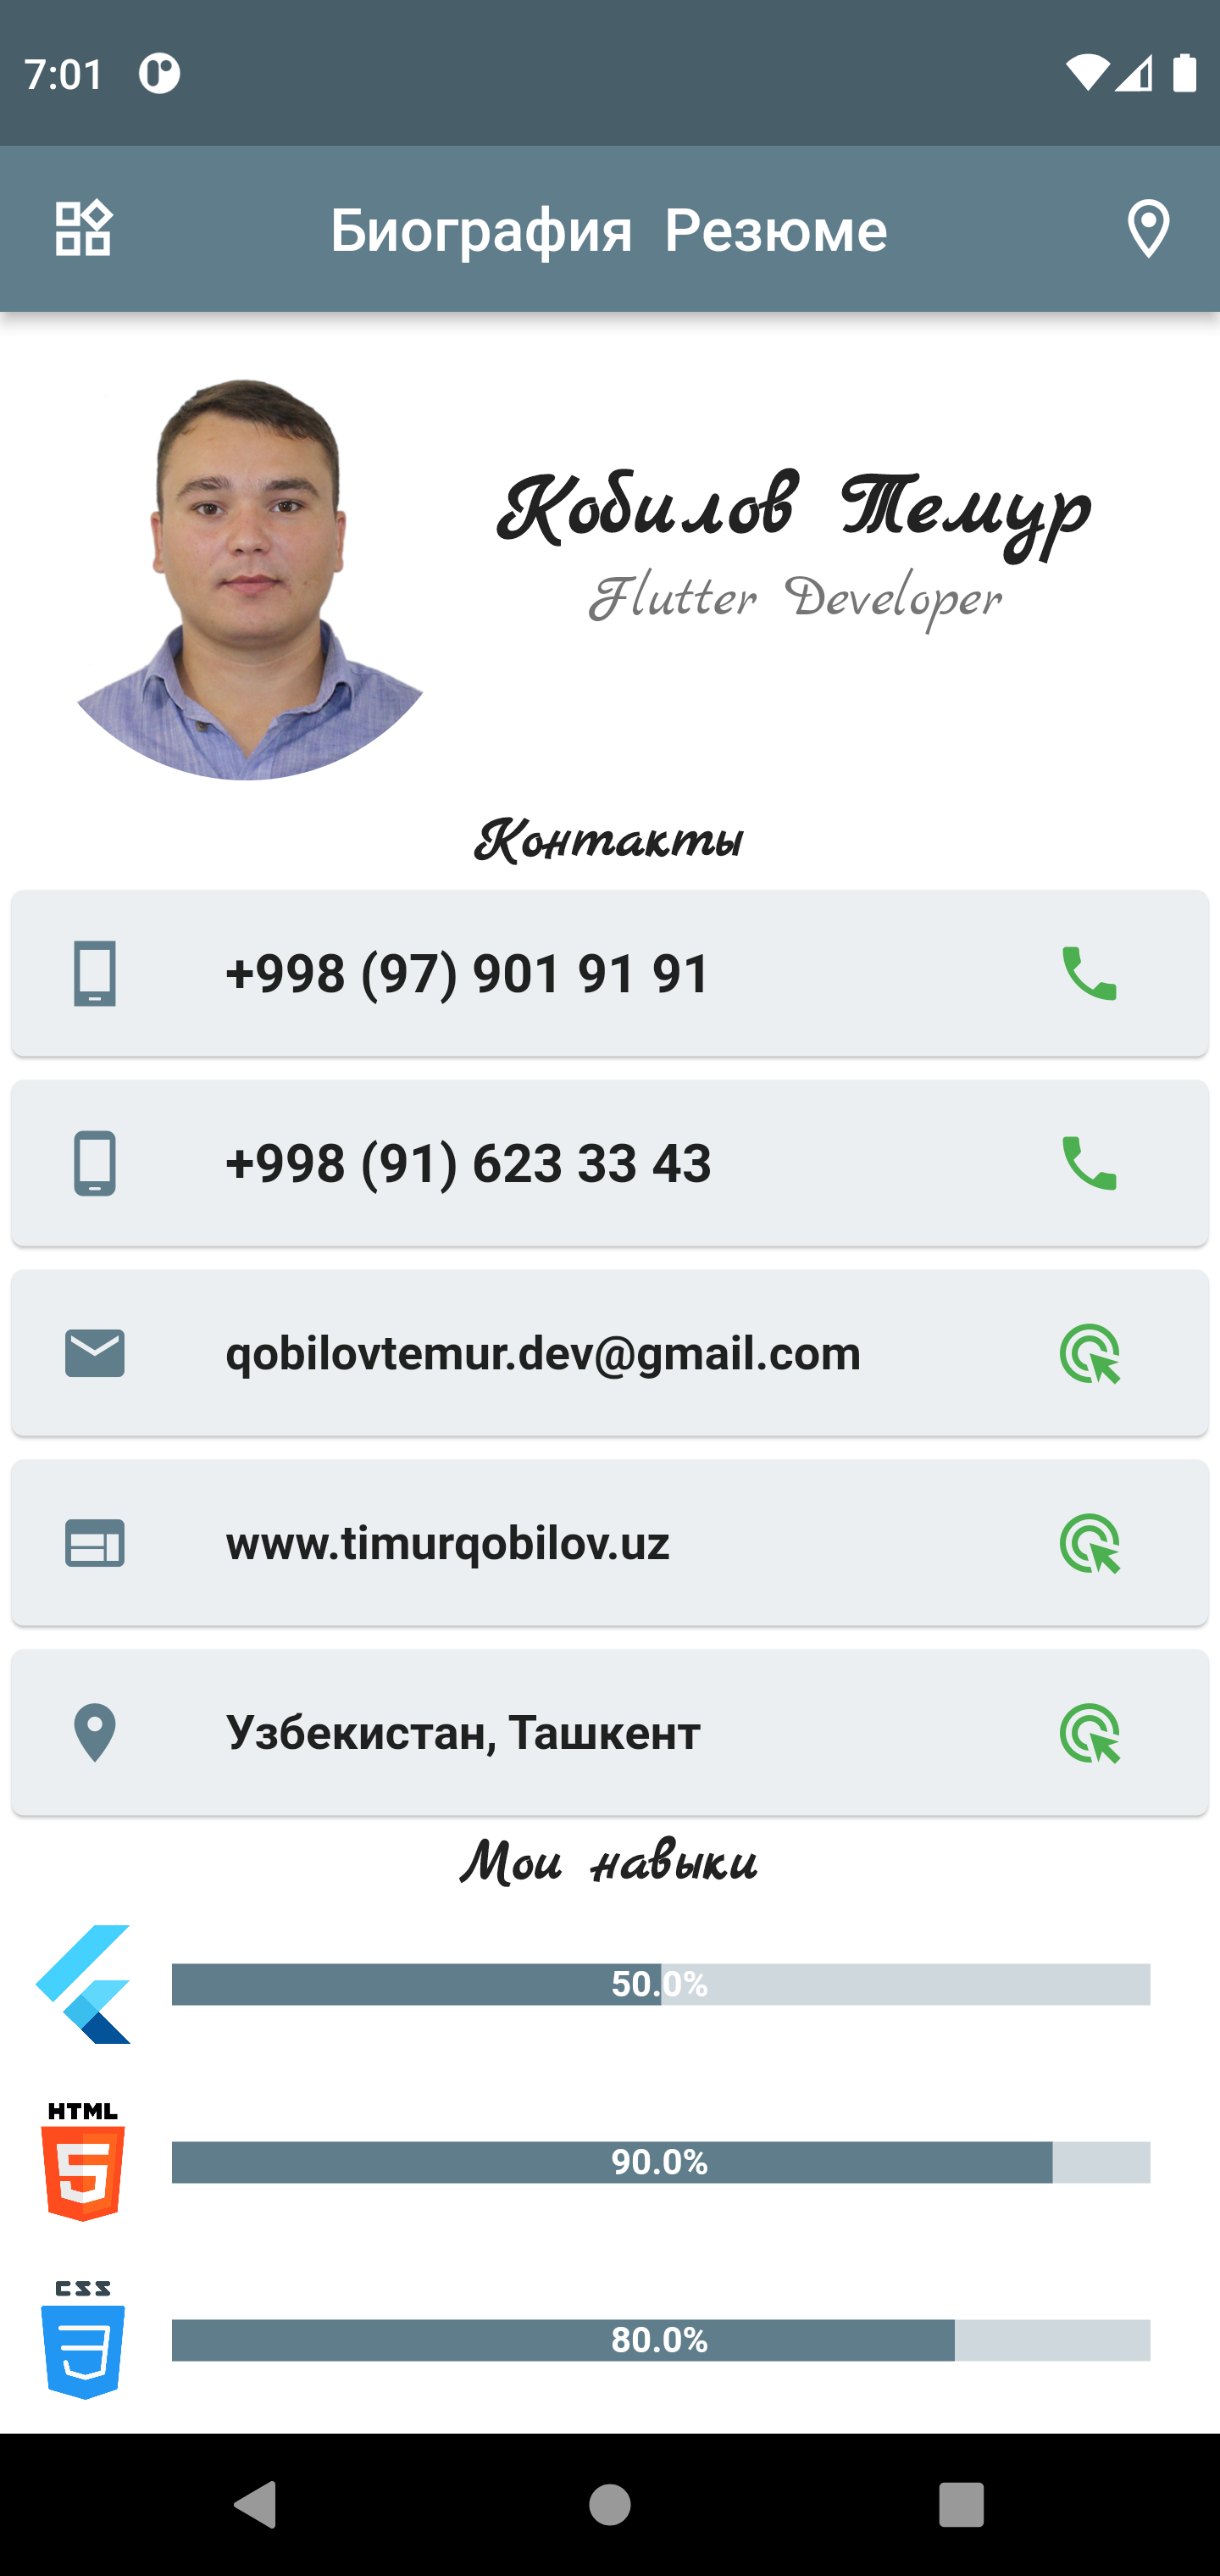 7:01
Биография Резюме
Кобилов Темур
Flutter Developer
Контакты
+998 (97) 901 91 91
+998 (91) 623 33 43
qobilovtemur.dev@gmail.com
www.timurqobilov.uz
Узбекистан, Ташкент
Мои навыки
50.0%
HTML
90.0%
CSS
80.0%